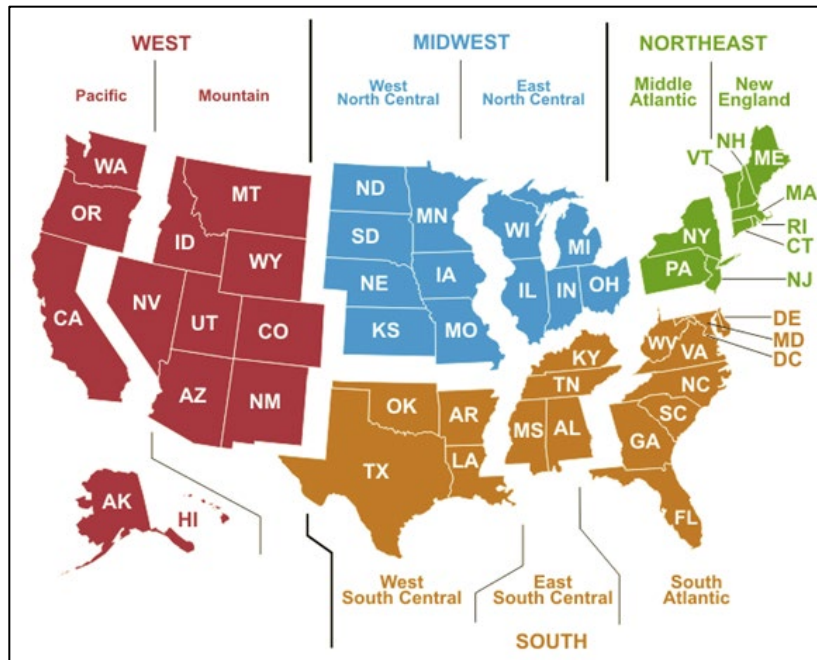 WEST
MIDWEST
NORTHEAST
Pacific
Mountain
West
North Central
East
North Central
Middle
Atlantic
New
England
WA
OR
CA
MT
ID
WY
NV
UT
CO
AZ
NM
AK
HI
ND
SD
NE
KS
MN
IA
MO
WI
MI
IL
IN
OH
NH
VT
ME
MA
RI
CT
NY
PA
NJ
DE
MD
DC
WV
VA
NC
SC
GA
FL
KY
TN
MS
AL
OK
AR
TX
LA
West
South Central
East
South Central
South
Atlantic
SOUTH